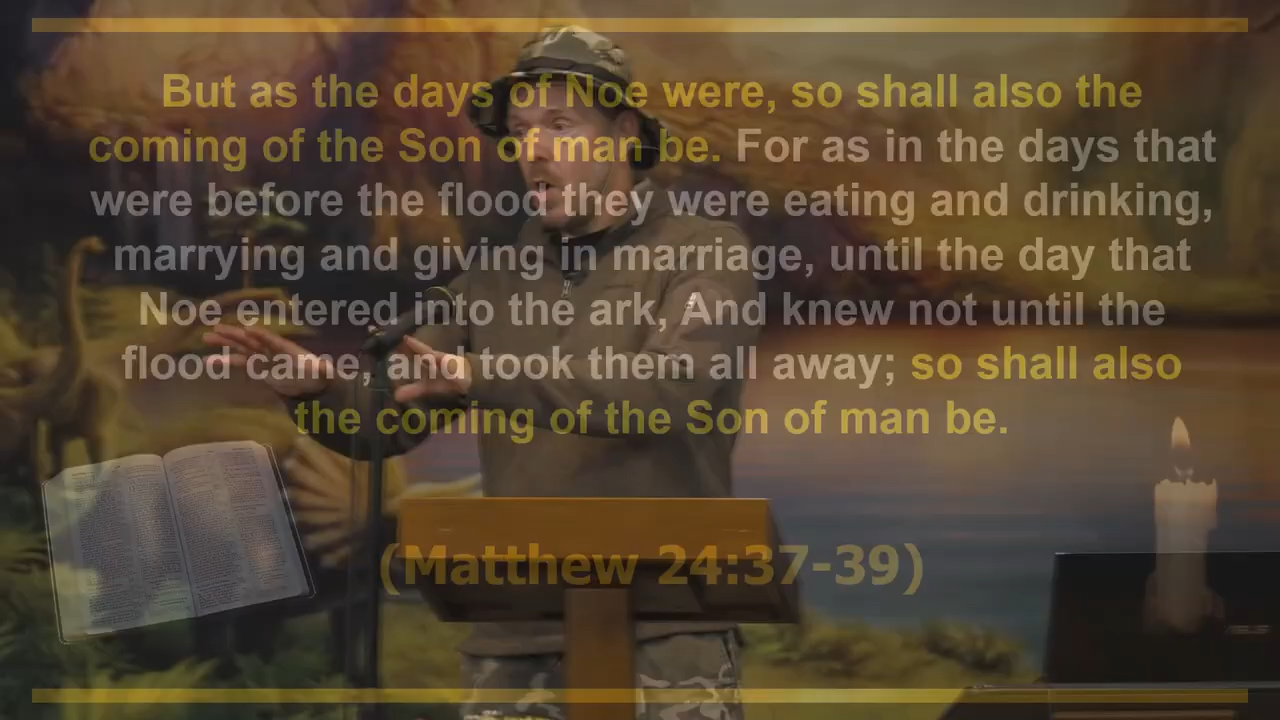 But as the days of Noe were, so shall also the
coming of the Son of man be. For as in the days that
were before the flood they were eating and drinking,
marrying and giving in marriage, until the day that
Noe entered into the ark, And knew not until the
flood came, and took them all away; so shall also
the coming of the Son of man be.
(Matthew 24:37-39)